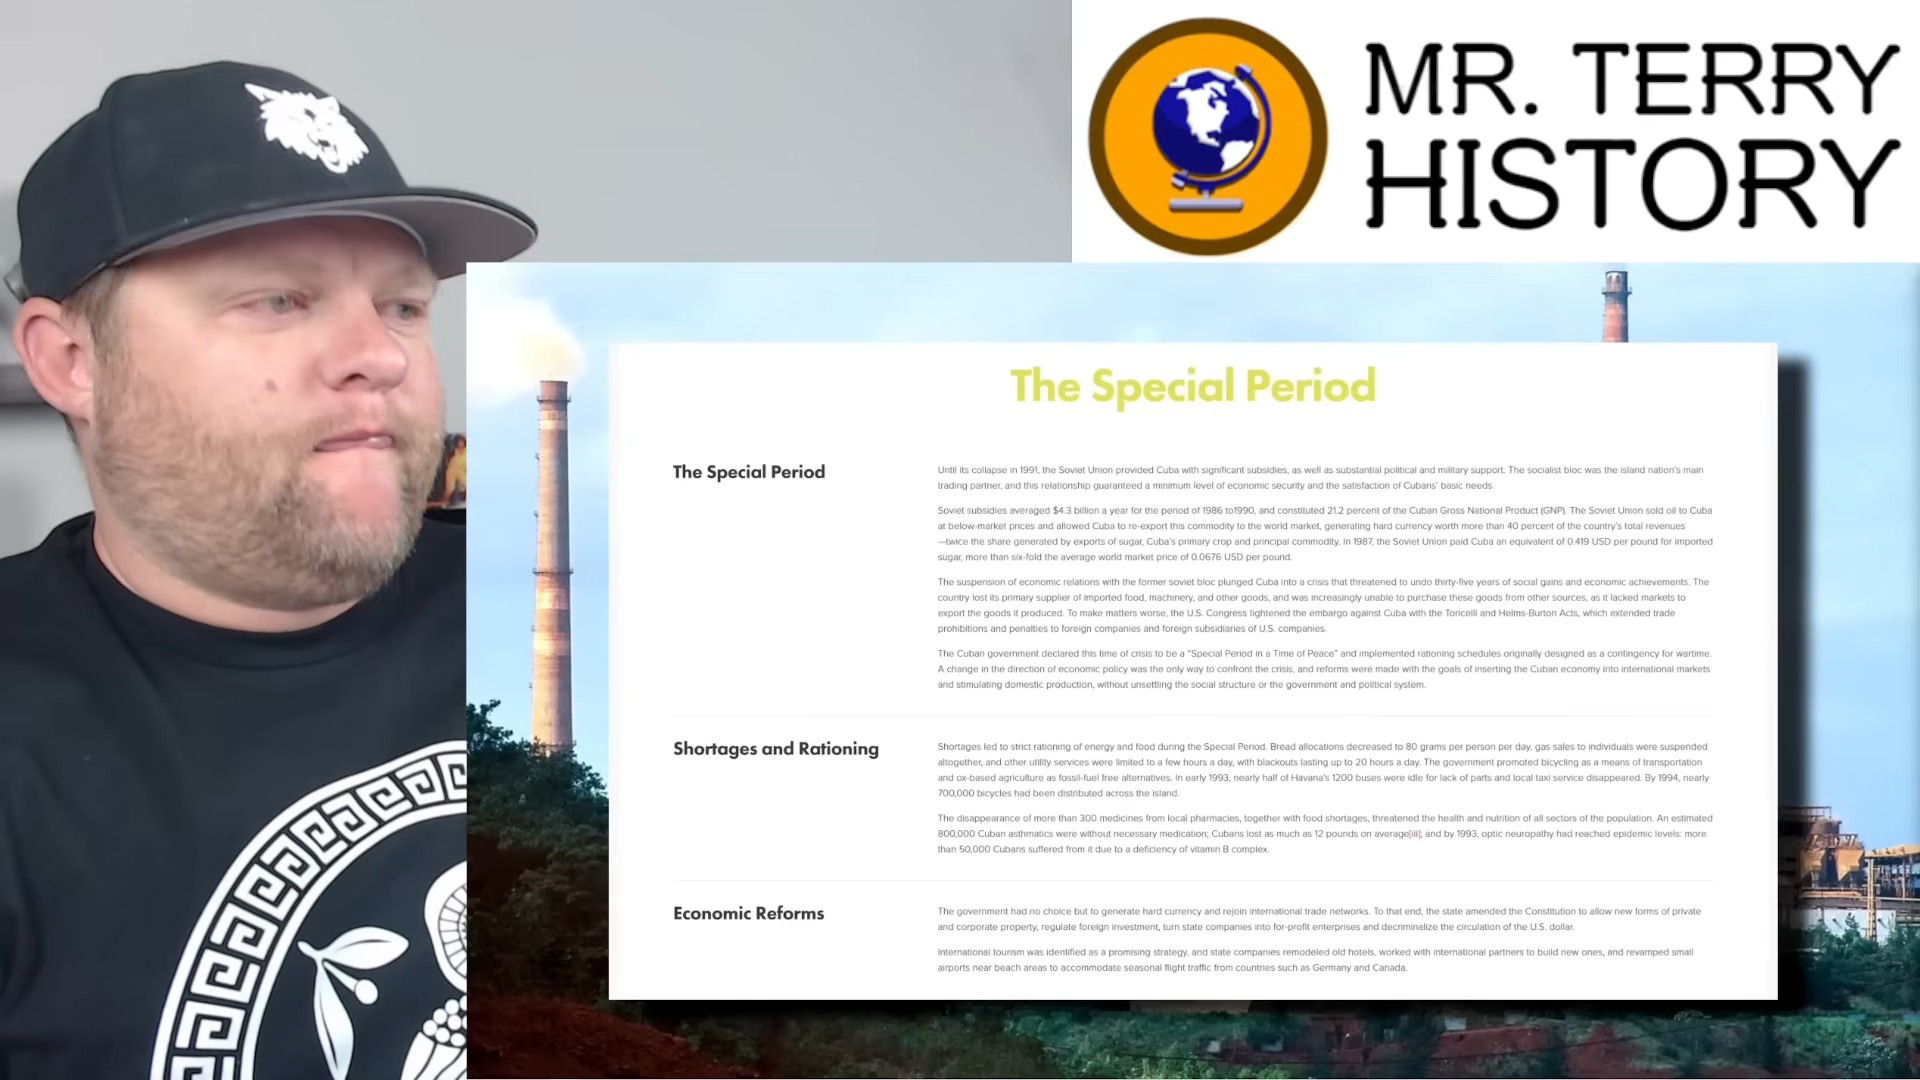 MR. TERRY
HISTORY
The Special Period
The Special Period
Until its collapse in 1991, the Soviet Union provided Cuba with significant subsidies, as well as substantial political and military support. The socialist bloc was the island nation's main
trading partner, and this relationship guaranteed a minimum level of economic security and the satisfaction of Cubans' basic needs.
Soviet subsidies averaged $4.3 billion a year for the period of 1986 to1990, and constituted 21.2 percent of the Cuban Gross National Product (GNP). The Soviet Union sold oil to Cuba
at below-market prices and allowed Cuba to re-export this commodity to the world market, generating hard currency worth more than 40 percent of the country's total revenues
—twice the share generated by exports of sugar, Cuba's primary crop and principal commodity. In 1987, the Soviet Union paid Cuba an equivalent of 0.419 USD per pound for imported
sugar, more than six-fold the average world market price of 0.0676 USD per pound.
The suspension of economic relations with the former soviet bloc plunged Cuba into a crisis that threatened to undo thirty-five years of social gains and economic achievements. The
country lost its primary supplier of imported food, machinery, and other goods, and was increasingly unable to purchase these goods from other sources, as it lacked markets to
export the goods it produced. To make matters worse, the U.S. Congress tightened the embargo against Cuba with the Toricelli and Helms-Burton Acts, which extended trade
prohibitions and penalties to foreign companies and foreign subsidiaries of U.S. companies.
The Cuban government declared this time of crisis to be a "Special Period in a Time of Peace" and implemented rationing schedules originally designed as a contingency for wartime.
A change in the direction of economic policy was the only way to confront the crisis, and reforms were made with the goals of inserting the Cuban economy into international markets
and stimulating domestic production, without unsettling the social structure or the government and political system.
Shortages and Rationing
Shortages led to strict rationing of energy and food during the Special Period. Bread allocations decreased to 80 grams per person per day, gas sales to individuals were suspended
altogether, and other utility services were limited to a few hours a day, with blackouts lasting up to 20 hours a day. The government promoted bicycling as a means of transportation
and ox-based agriculture as fossil-fuel free alternatives. In early 1993, nearly half of Havana's 1200 buses were idle for lack of parts and local taxi service disappeared. By 1994, nearly
700,000 bicycles had been distributed across the island.
The disappearance of more than 300 medicines from local pharmacies, together with food shortages, threatened the health and nutrition of all sectors of the population. An estimated
800,000 Cuban asthmatics were without necessary medication; Cubans lost as much as 12 pounds on average[iii]; and by 1993, optic neuropathy had reached epidemic levels: more
than 50,000 Cubans suffered from it due to a deficiency of vitamin B complex.
Economic Reforms
The government had no choice but to generate hard currency and rejoin international trade networks. To that end, the state amended the Constitution to allow new forms of private
and corporate property, regulate foreign investment, turn state companies into for-profit enterprises and decriminalize the circulation of the U.S. dollar.
International tourism was identified as a promising strategy, and state companies remodeled old hotels, worked with international partners to build new ones, and revamped small
airports near beach areas to accommodate seasonal flight traffic from countries such as Germany and Canada.